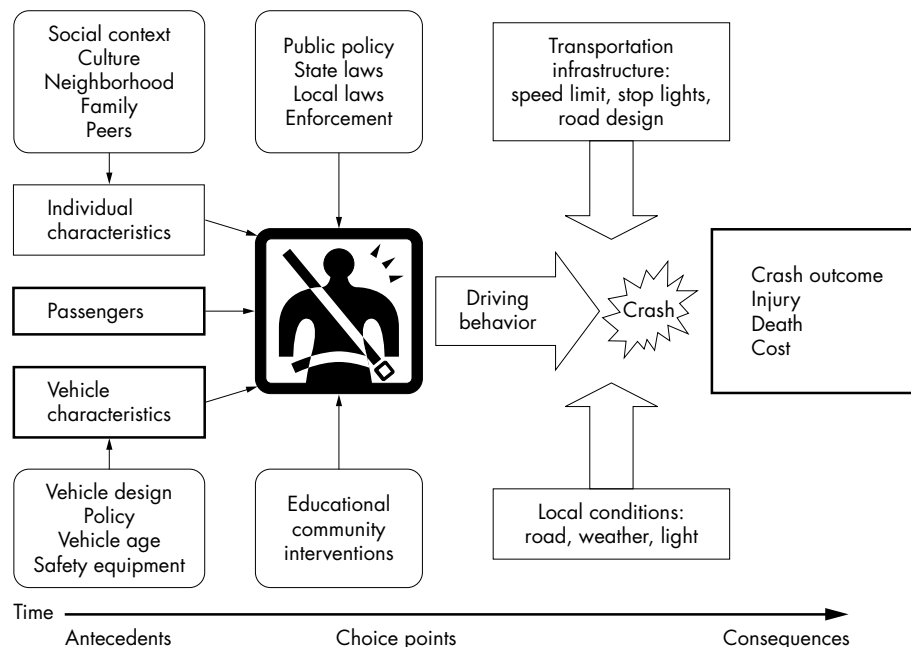 Social context
Culture
Neighborhood
Family
Peers
Public policy
State laws
Local laws
Enforcement
Transportation
infrastructure:
speed limit, stop lights,
road design
Individual
characteristics
Passengers
Vehicle
characteristics
Driving
behavior
Crash
Crash outcome
Injury
Death
Cost
Vehicle design
Policy
Vehicle age
Safety equipment
Educational
community
interventions
Local conditions:
road, weather, light
Time
Antecedents
Choice points
Consequences